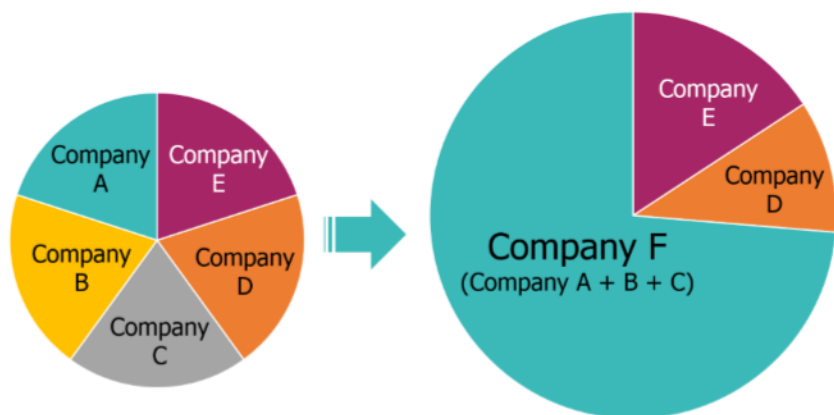 Company
A
Company
E
Company
B
Company
D
Company
C
Company
E
Company
D
Company F
(Company A + B + C)